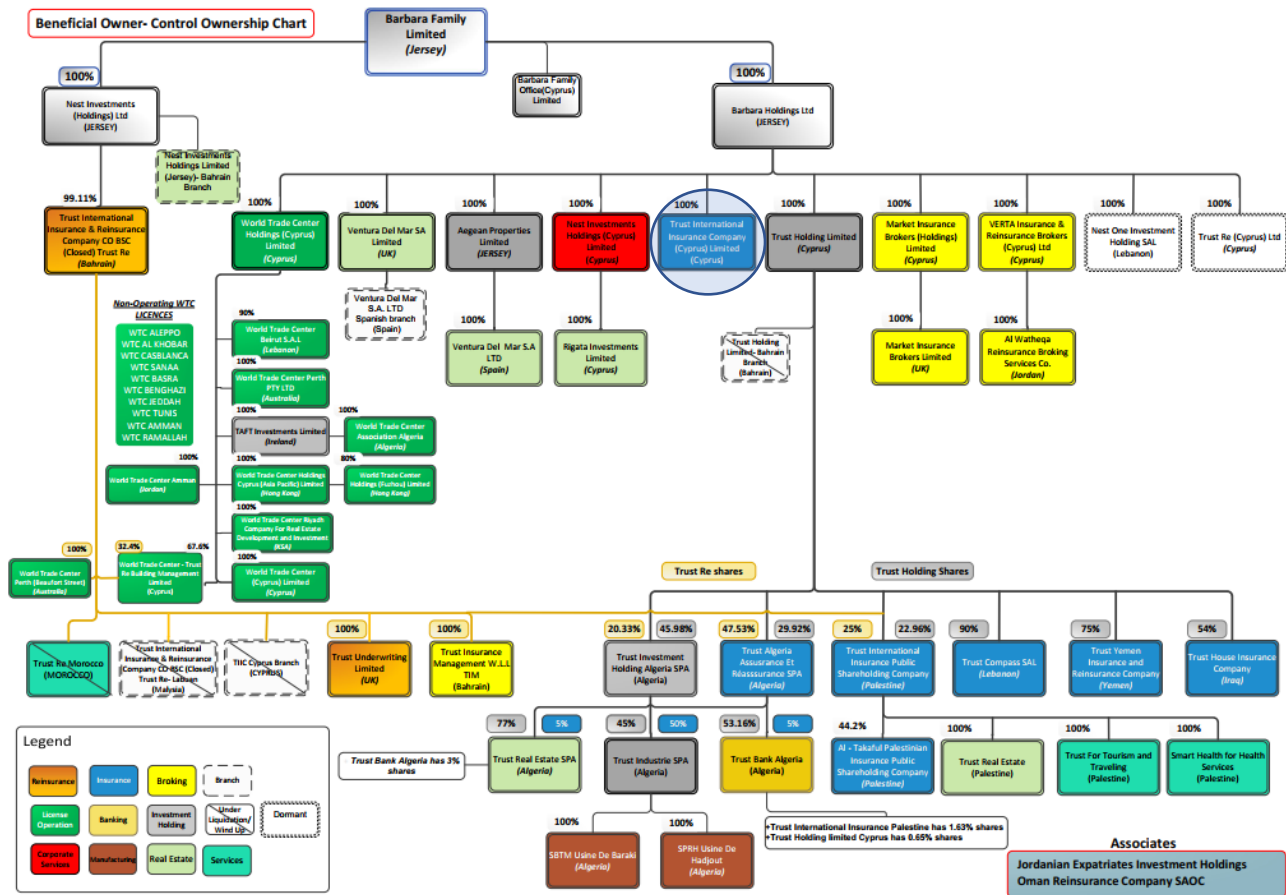 Beneficial Owner- Control Ownership Chart
Barbara Family
Limited
(Jersey)
100%
100%
Nest Investments
(Holdings) Ltd
(JERSEY)
Barbara Family
Office(Cyprus)
Limited
Barbara Holdings Ltd
(JERSEY)
Nest Investments
Holdings Limited
(Jersey)- Bahrain
Branch
99.11%
Trust International
Insurance & Reinsurance
Company CO BSC
(Closed) Trust Re
(Bahrain)
100%
World Trade Center
Holdings (Cyprus)
Limited
(Cyprus)
100%
Ventura Del Mar SA
Limited
(UK)
100%
Aegean Properties
Limited
(JERSEY)
100%
Nest Investments
Holdings (Cyprus)
Limited
(Cyprus)
100%
Trust International
Insurance Company
(Cyprus) Limited
(Cyprus)
100%
Trust Holding Limited
(Cyprus)
100%
Market Insurance
Brokers (Holdings)
Limited
(Cyprus)
100%
VERTA Insurance &
Reinsurance Brokers
(Cyprus) Ltd
(Cyprus)
100%
Nest One Investment
Holding SAL
(Lebanon)
100%
Trust Re (Cyprus) Ltd
(Cyprus)
Ventura Del Mar
S.A. LTD
Spanish branch
(Spain)
100%
Ventura Del Mar S.A
LTD
(Spain)
100%
Rigata Investments
Limited
(Cyprus)
Trust Holding
Limited- Bahrain
Branch
(Bahrain)
100%
Market Insurance
Brokers Limited
(UK)
100%
Al Watheqa
Reinsurance Broking
Services Co.
(Jordan)
Non-Operating WTC
LICENCES
WTC ALEPPO
WTC AL KHOBAR
WTC CASBLANCA
WTC SANAA
WTC BASRA
WTC BENGHAZI
WTC JEDDAH
WTC TUNIS
WTC AMMAN
WTC RAMALLAH
90%
World Trade Center
Beirut S.A.L
(Lebanon)
100%
World Trade Center Perth
PTY LTD
(Australia)
100%
TAFT Investments Limited
(Ireland)
100%
World Trade Center
Association Algeria
(Algeria)
100%
World Trade Center Amman
(Jordan)
100%
World Trade Center Holdings
Cyprus (Asia Pacific) Limited
(Hong Kong)
80%
World Trade Center
Holdings (Fuzhou) Limited
(Hong Kong)
100%
World Trade Center Riyadh
Company For Real Estate
Development and Investment
(KSA)
100%
World Trade Center
Perth (Beaufort Street)
(Australia)
32.4%
67.6%
World Trade Center - Trust
Re Building Management
Limited
(Cyprus)
100%
World Trade Center
(Cyprus) Limited
(Cyprus)
Trust Re shares
Trust Holding Shares
Trust Re Morocco
(MOROCCO)
Trust International
Insurance & Reinsurance
Company CO BSC (Closed)
Trust Re- Labuan
(Malysia)
TIIC Cyprus Branch
(CYPRUS)
100%
Trust Underwriting
Limited
(UK)
100%
Trust Insurance
Management W.L.L
TIM
(Bahrain)
20.33%
45.98%
Trust Investment
Holding Algeria SPA
(Algeria)
47.53%
29.92%
Trust Algeria
Assusrance Et
Réasssurance SPA
(Algeria)
25%
22.96%
Trust International
Insurance Public
Shareholding Company
(Palestine)
90%
Trust Compass SAL
(Lebanon)
75%
Trust Yemen
Insurance and
Reinsurance Company
(Yemen)
54%
Trust House Insurance
Company
(Iraq)
Trust Bank Algeria has 3%
shares
77%
5%
Trust Real Estate SPA
(Algeria)
45%
50%
Trust Industrie SPA
(Algeria)
53.16%
5%
Trust Bank Algeria
(Algeria)
44.2%
Al - Takaful Palestinian
Insurance Public
Shareholding Company
(Palestine)
100%
Trust Real Estate
(Palestine)
100%
Trust For Tourism and
Traveling
(Palestine)
100%
Smart Health for Health
Services
(Palestine)
100%
SBTM Usine De Baraki
(Algeria)
100%
SPRH Usine De
Hadjout
(Algeria)
•Trust International Insurance Palestine has 1.63% shares
•Trust Holding limited Cyprus has 0.65% shares
Legend
Reinsurance
Insurance
Broking
Branch
License
Operation
Banking
Investment
Holding
Under
Liquidation/
Wind Up
Dormant
Corporate
Services
Manufacturing
Real Estate
Services
Associates
Jordanian Expatriates Investment Holdings
Oman Reinsurance Company SAOC